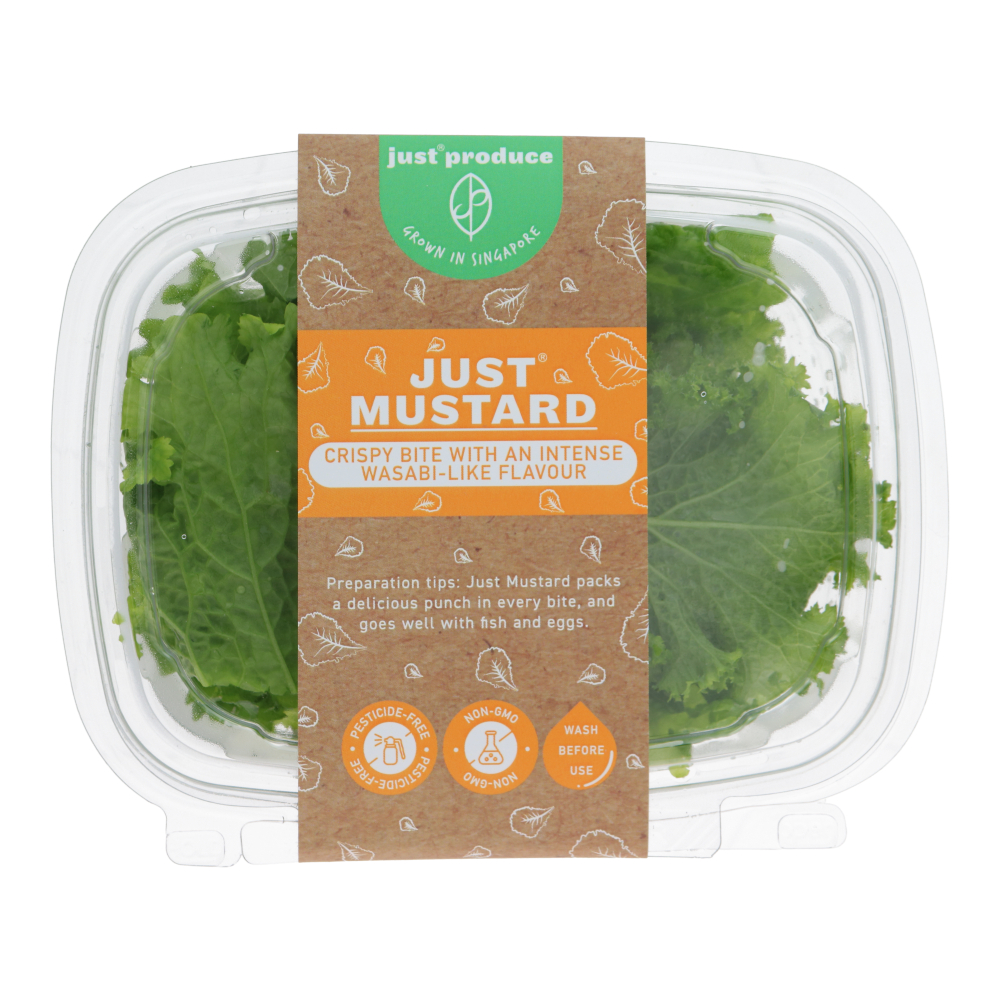 just® produce
GROWN IN SINGAPORE
JUST®
MUSTARD
CRISPY BITE WITH AN INTENSE
WASABI-LIKE FLAVOUR
Preparation tips: Just Mustard packs
a delicious punch in every bite, and
goes well with fish and eggs.
PESTICIDE-FREE • PESTICIDE-FREE •
NON-GMO • NON-GMO •
WASH
BEFORE
USE